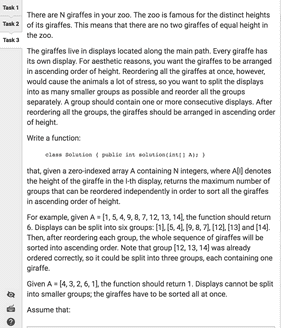 Task 1
Task 2
Task 3
There are N giraffes in your zoo. The zoo is famous for the distinct heights
of its giraffes. This means that there are no two giraffes of equal height in
the zoo.
The giraffes live in displays located along the main path. Every giraffe has
its own display. For aesthetic reasons, you want the giraffes to be arranged
in ascending order of height. Reordering all the giraffes at once, however,
would cause the animals a lot of stress, so you want to split the displays
into as many smaller groups as possible and reorder all the groups
separately. A group should contain one or more consecutive displays. After
reordering all the groups, the giraffes should be arranged in ascending order
of height.
Write a function:
class Solution { public int solution(int[] A); }
that, given a zero-indexed array A containing N integers, where A[I] denotes
the height of the giraffe in the I-th display, returns the maximum number of
groups that can be reordered independently in order to sort all the giraffes
in ascending order of height.
For example, given A = [1, 5, 4, 9, 8, 7, 12, 13, 14], the function should return
6. Displays can be split into six groups: [1], [5, 4], [9, 8, 7], [12], [13] and [14].
Then, after reordering each group, the whole sequence of giraffes will be
sorted into ascending order. Note that group [12, 13, 14] was already
ordered correctly, so it could be split into three groups, each containing one
giraffe.
Given A = [4, 3, 2, 6, 1], the function should return 1. Displays cannot be split
into smaller groups; the giraffes have to be sorted all at once.
Assume that: